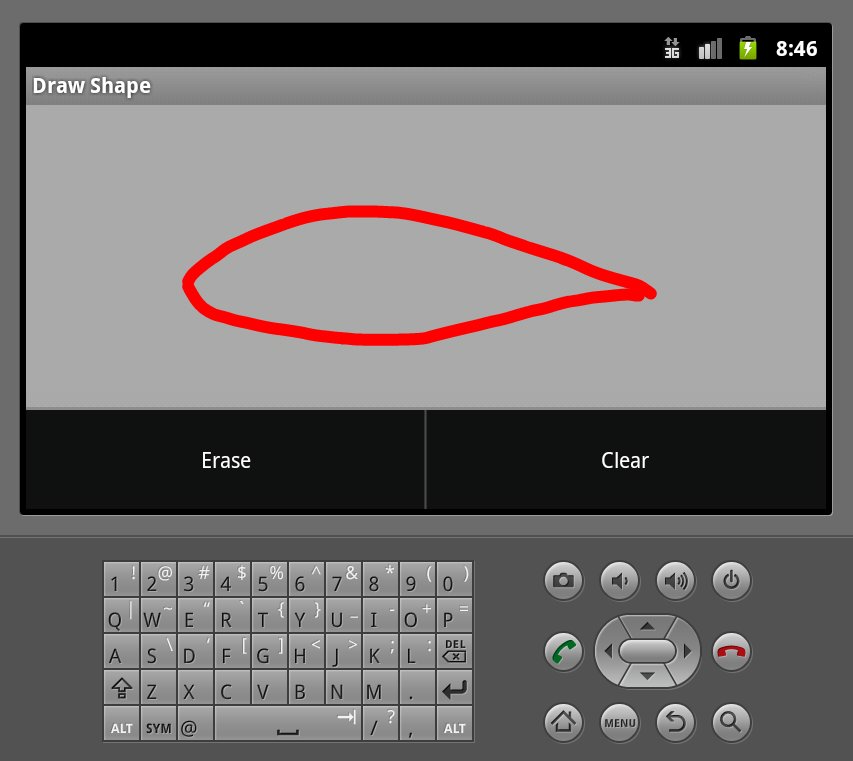 3G 8:46
Draw Shape
Erase Clear
1 ! 2 @ 3 # 4 $ 5 % 6 ^ 7 & 8 * 9 ( 0 )
Q | W ~ E " R ` T { Y } U _ I - O + P =
A S \ D ' F [ G ] H < J > K ; L : DEL
Z X C V B N M .
ALT SYM @ / ? , ALT
MENU